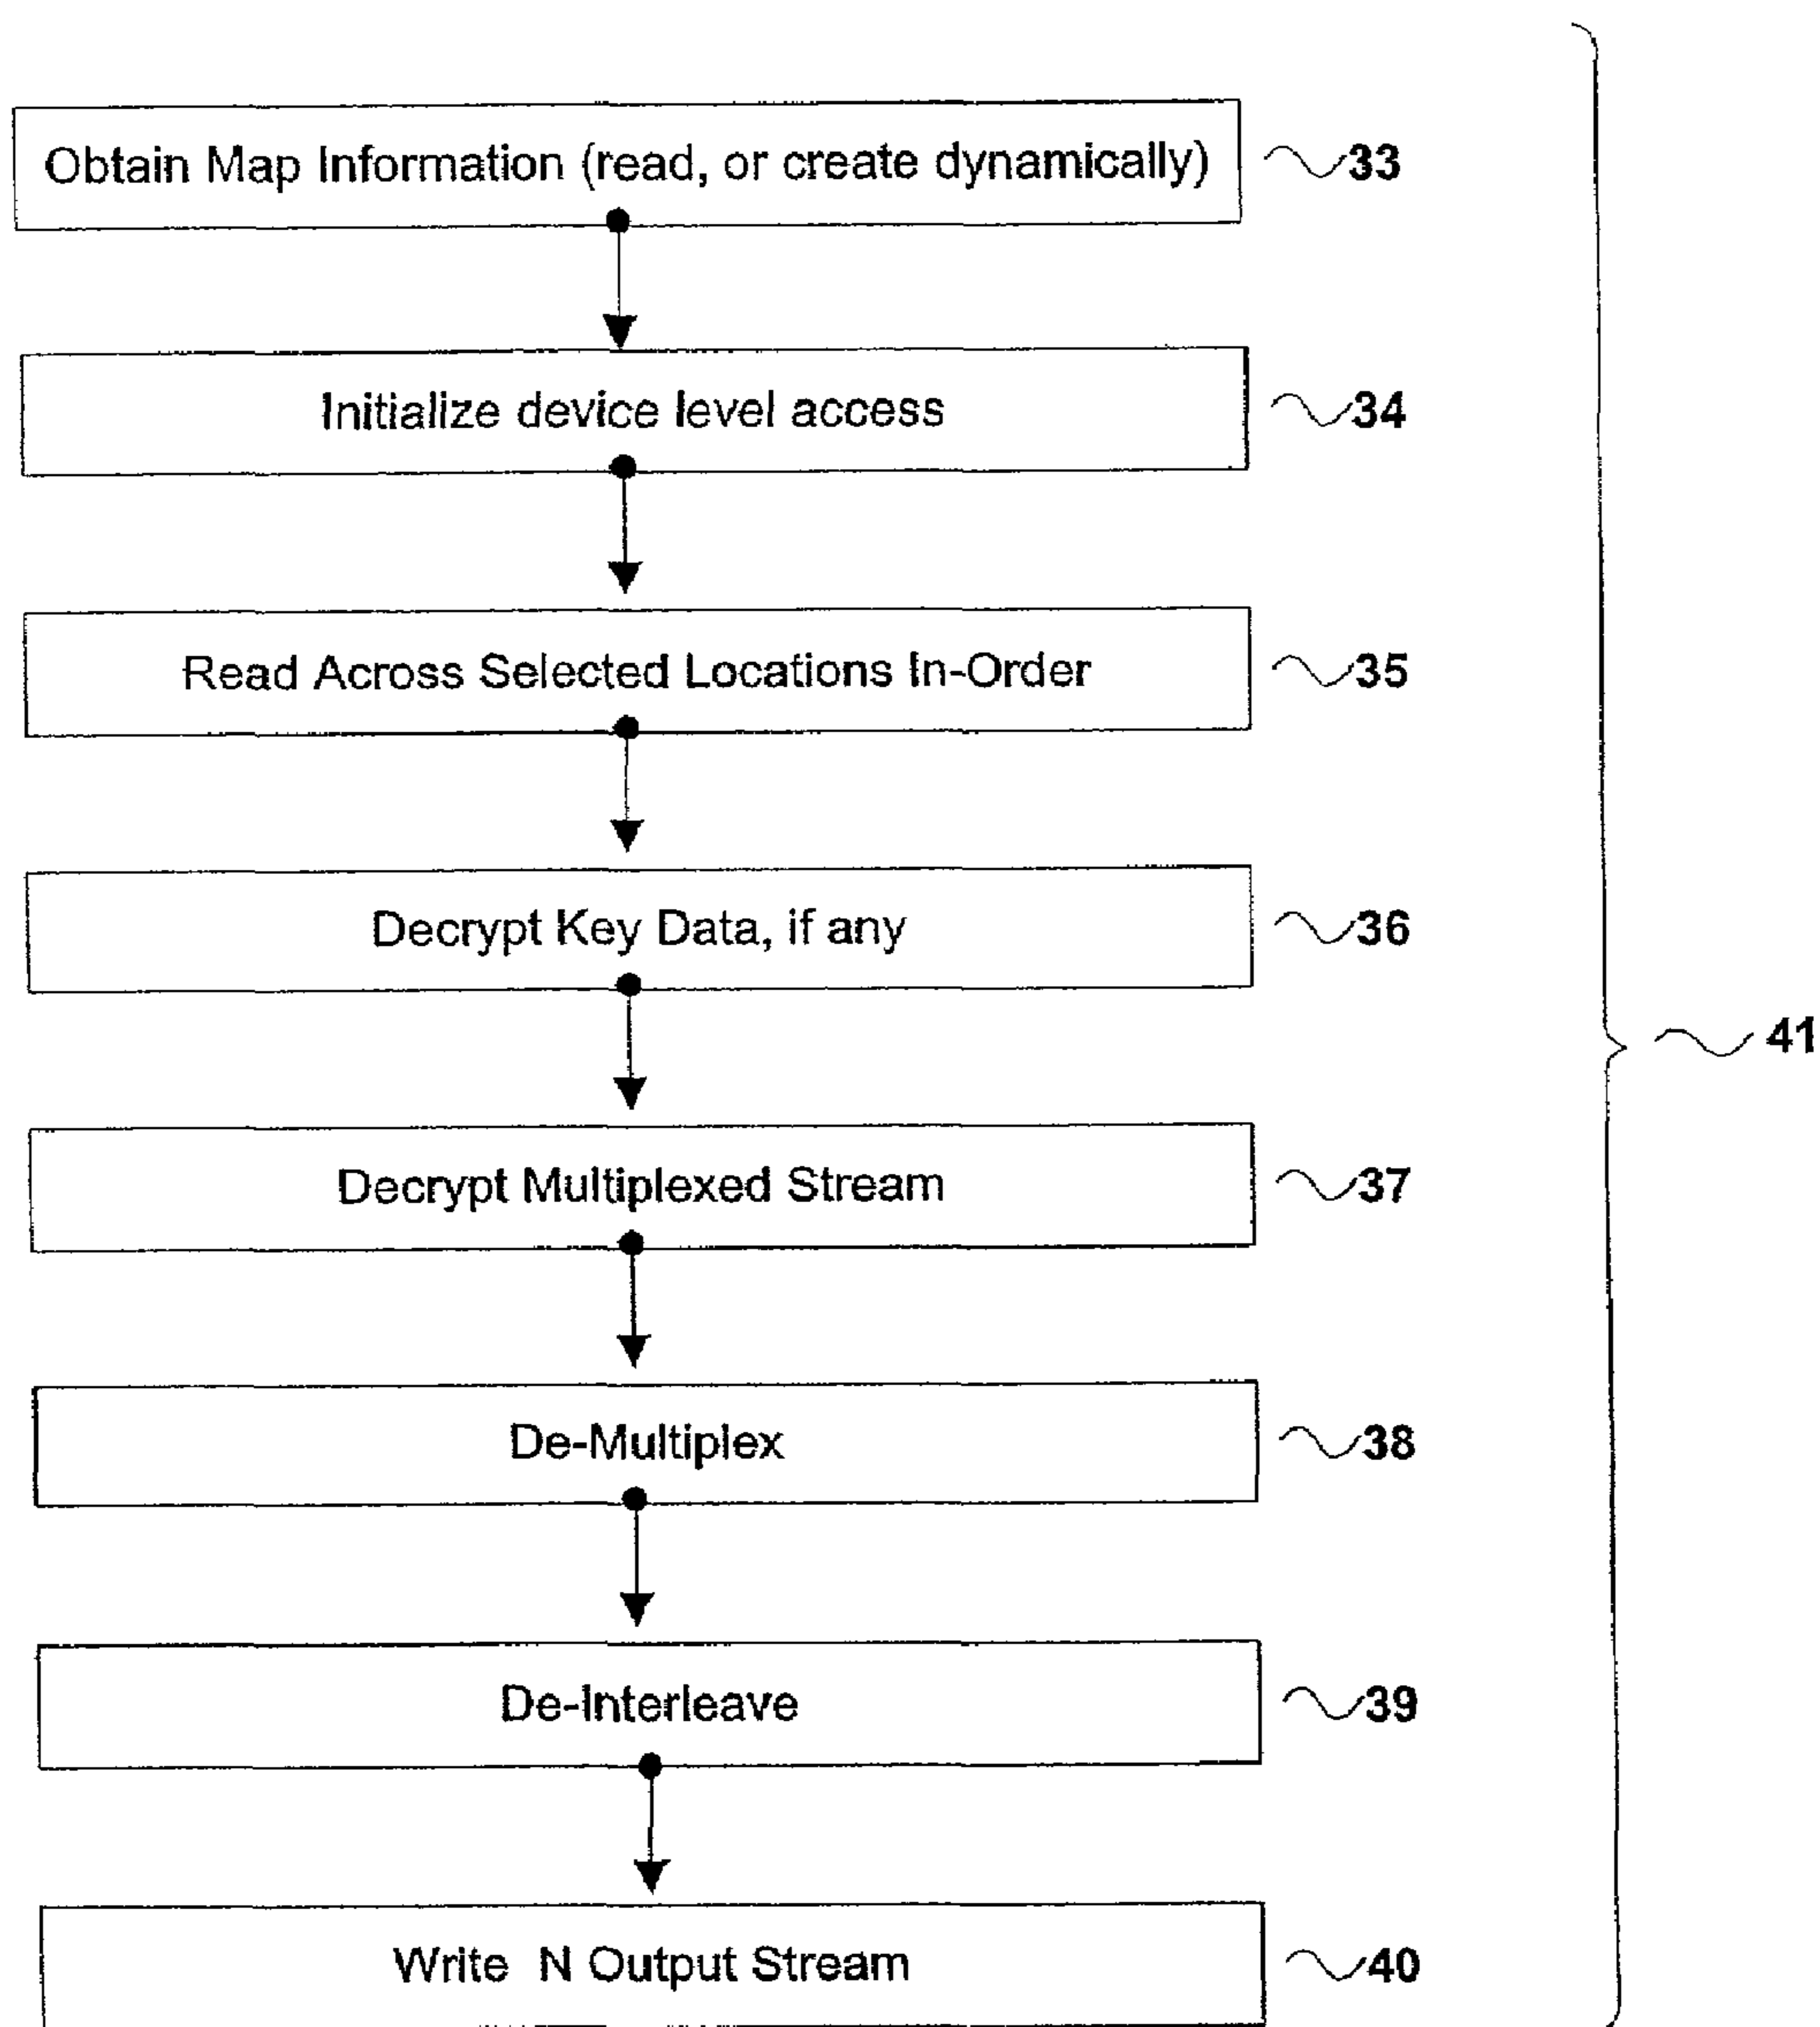 Obtain Map Information (read, or create dynamically) 33
Initialize device level access 34
Read Across Selected Locations In-Order 35
Decrypt Key Data, if any 36
41
Decrypt Multiplexed Stream 37
De-Multiplex 38
De-Interleave 39
Write N Output Stream 40